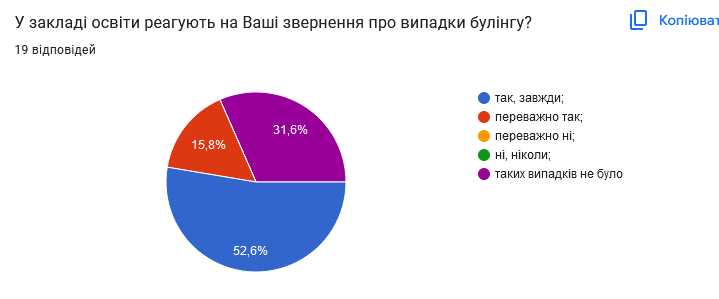 У закладі освіти реагують на Ваші звернення про випадки булінгу?
Копіюват
19 відповідей
так, завжди;
переважно так;
переважно ні;
ні, ніколи;
таких випадків не було
31,6%
15,8%
52,6%